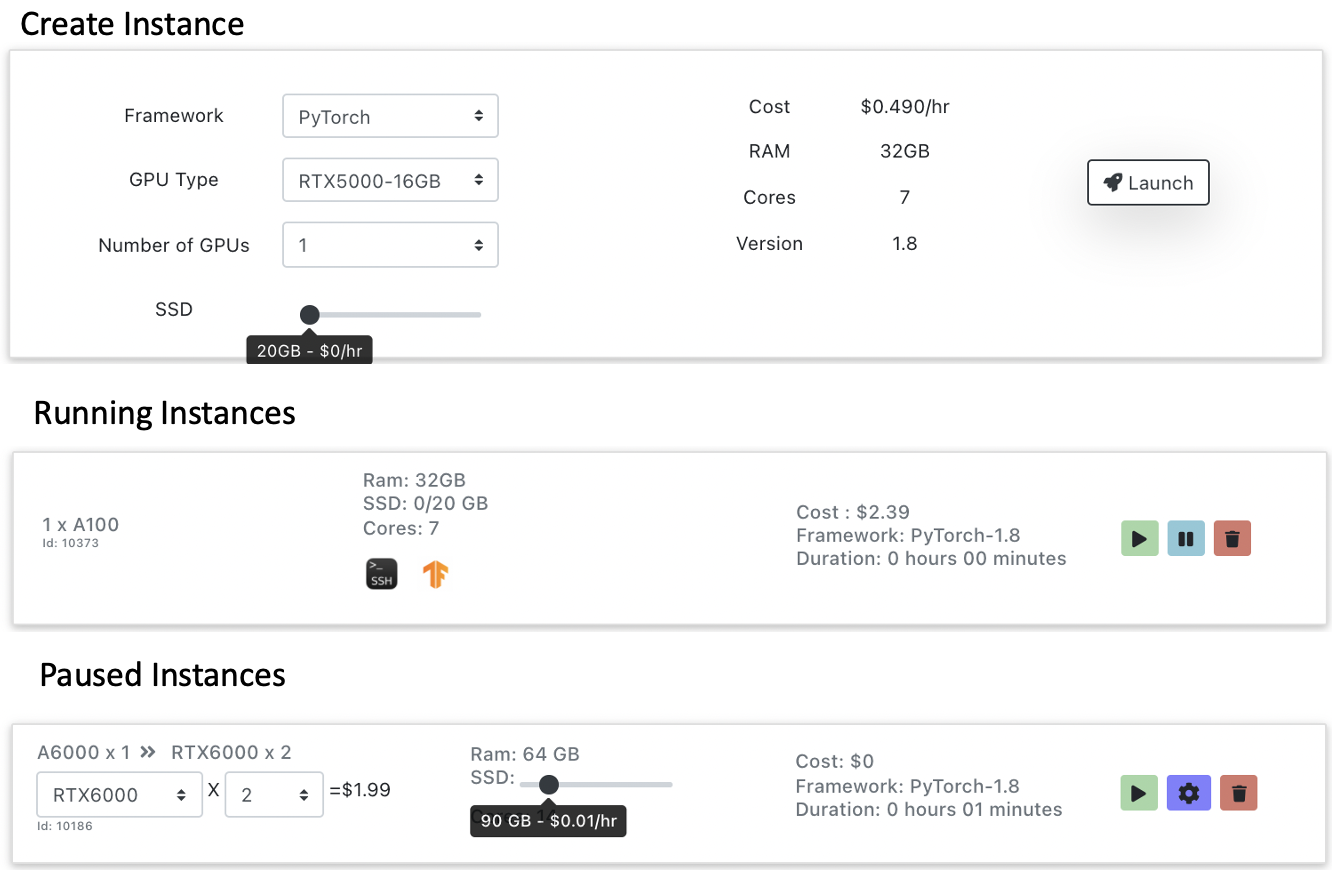 Create Instance
Framework
PyTorch
GPU Type
RTX5000-16GB
Number of GPUs
1
SSD
20GB - $0/hr
Cost $0.490/hr
RAM 32GB
Cores 7
Version 1.8
Launch
Running Instances
1 x A100
Id: 10373
Ram: 32GB
SSD: 0/20 GB
Cores: 7
>_
SSH
Cost : $2.39
Framework: PyTorch-1.8
Duration: 0 hours 00 minutes
Paused Instances
A6000 x 1 » RTX6000 x 2
RTX6000 X 2 =$1.99
Id: 10186
Ram: 64 GB
SSD:
90 GB - $0.01/hr
Cost: $0
Framework: PyTorch-1.8
Duration: 0 hours 01 minutes